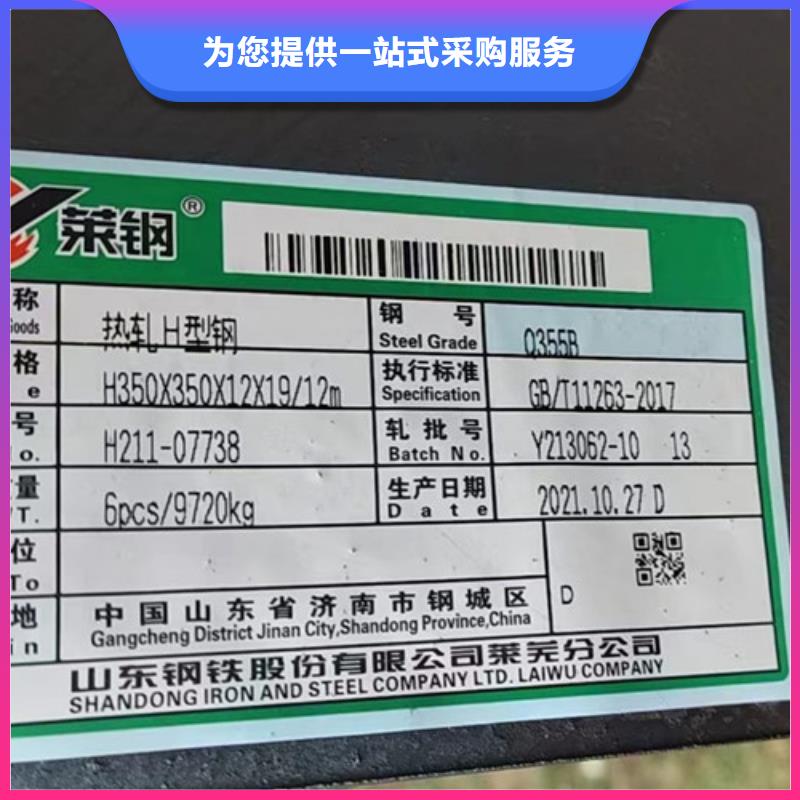 为您提供一站式采购服务
莱钢®
称 热轧H型钢 钢号 Q355B
Goods Steel Grade
格 H350X350X12X19/12m 执行标准 GB/T11263-2017
e Specification
号 H211-07738 轧批号 Y213062-10 13
o. Batch No.
量 6pcs/9720kg 生产日期 2021.10.27 D
/T. Date
位
To D
地 中国山东省济南市钢城区
in Gangcheng District Jinan City,Shandong Province,China
山东钢铁股份有限公司莱芜分公司
SHANDONG IRON AND STEEL COMPANY LTD. LAIWU COMPANY